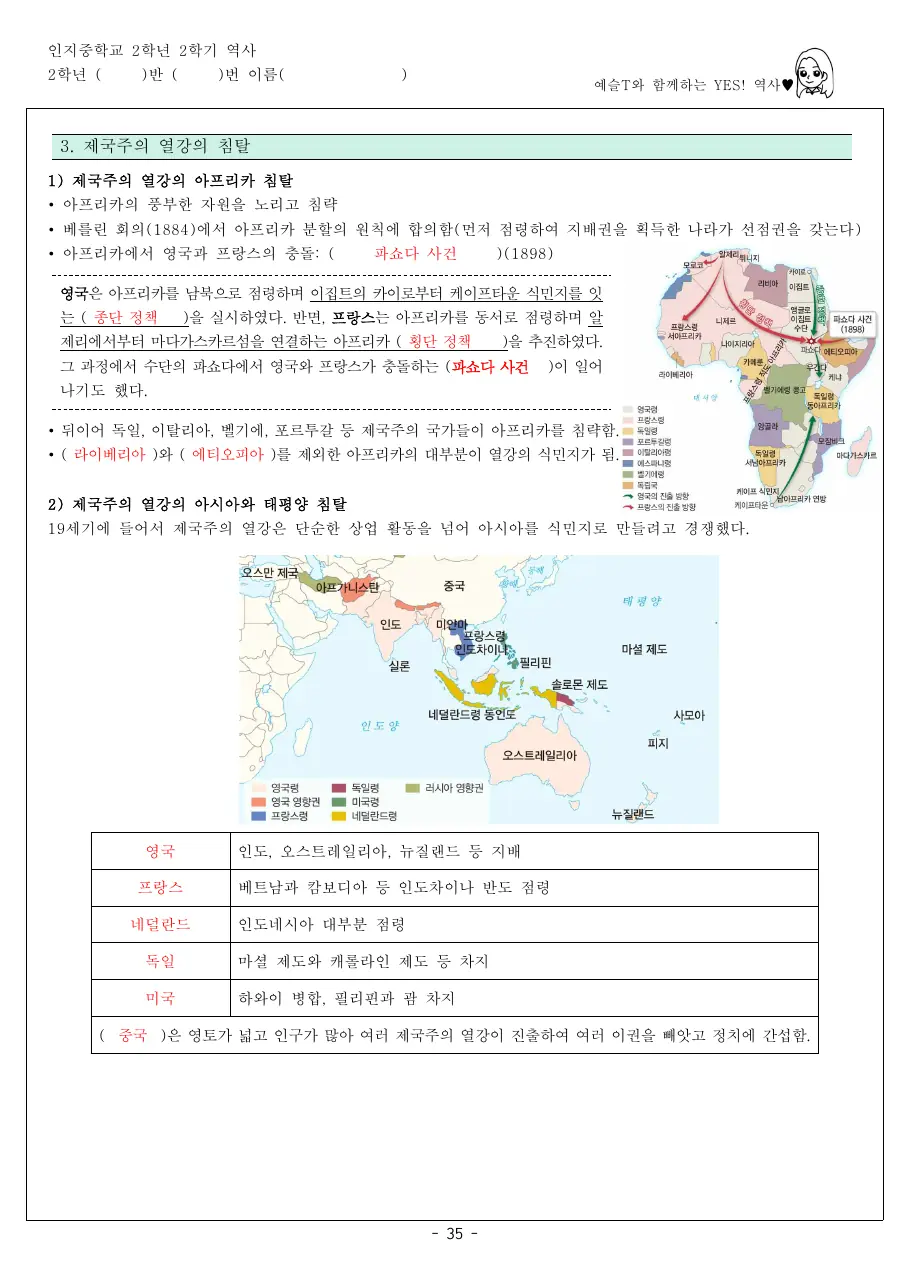 인지중학교 2학년 2학기 역사
2학년 (      )반 (      )번 이름(                  )
예슬T와 함께하는 YES! 역사♥
3. 제국주의 열강의 침탈
1) 제국주의 열강의 아프리카 침탈
• 아프리카의 풍부한 자원을 노리고 침략
• 베를린 회의(1884)에서 아프리카 분할의 원칙에 합의함(먼저 점령하여 지배권을 획득한 나라가 선점권을 갖는다)
• 아프리카에서 영국과 프랑스의 충돌: ( 파쇼다 사건 )(1898)
영국은 아프리카를 남북으로 점령하며 이집트의 카이로부터 케이프타운 식민지를 잇
는 ( 종단 정책 )을 실시하였다. 반면, 프랑스는 아프리카를 동서로 점령하며 알
제리에서부터 마다가스카르섬을 연결하는 아프리카 ( 횡단 정책 )을 추진하였다.
그 과정에서 수단의 파쇼다에서 영국와 프랑스가 충돌하는 (파쇼다 사건 )이 일어
나기도 했다.
• 뒤이어 독일, 이탈리아, 벨기에, 포르투갈 등 제국주의 국가들이 아프리카를 침략함.
• ( 라이베리아 )와 ( 에티오피아 )를 제외한 아프리카의 대부분이 열강의 식민지가 됨.
알제리
튀니지
모로코
카이로
리비아
이집트
종단 정책
횡단 정책
앵글로
이집트
수단
파쇼다 사건
(1898)
프랑스령
서아프리카
니제르
나이지리아
파쇼다
에티오피아
카메룬
프랑스령 적도 아프리카
우간다
케냐
라이베리아
대서양
벨기에령 콩고
독일령
동아프리카
앙골라
모잠비크
마다가스카르
독일령
서남아프리카
케이프 식민지
남아프리카 연방
케이프타운
영국령
프랑스령
독일령
포르투갈령
이탈리아령
에스파냐령
벨기에령
독립국
영국의 진출 방향
프랑스의 진출 방향
2) 제국주의 열강의 아시아와 태평양 침탈
19세기에 들어서 제국주의 열강은 단순한 상업 활동을 넘어 아시아를 식민지로 만들려고 경쟁했다.
오스만 제국
아프가니스탄
중국
동해
황해
태평양
인도
미얀마
프랑스령
인도차이나
필리핀
마셜 제도
실론
솔로몬 제도
네덜란드령 동인도
사모아
인도양
피지
오스트레일리아
뉴질랜드
영국령
독일령
러시아 영향권
영국 영향권
미국령
프랑스령
네덜란드령
영국 인도, 오스트레일리아, 뉴질랜드 등 지배
프랑스 베트남과 캄보디아 등 인도차이나 반도 점령
네덜란드 인도네시아 대부분 점령
독일 마셜 제도와 캐롤라인 제도 등 차지
미국 하와이 병합, 필리핀과 괌 차지
( 중국 )은 영토가 넓고 인구가 많아 여러 제국주의 열강이 진출하여 여러 이권을 빼앗고 정치에 간섭함.
- 35 -